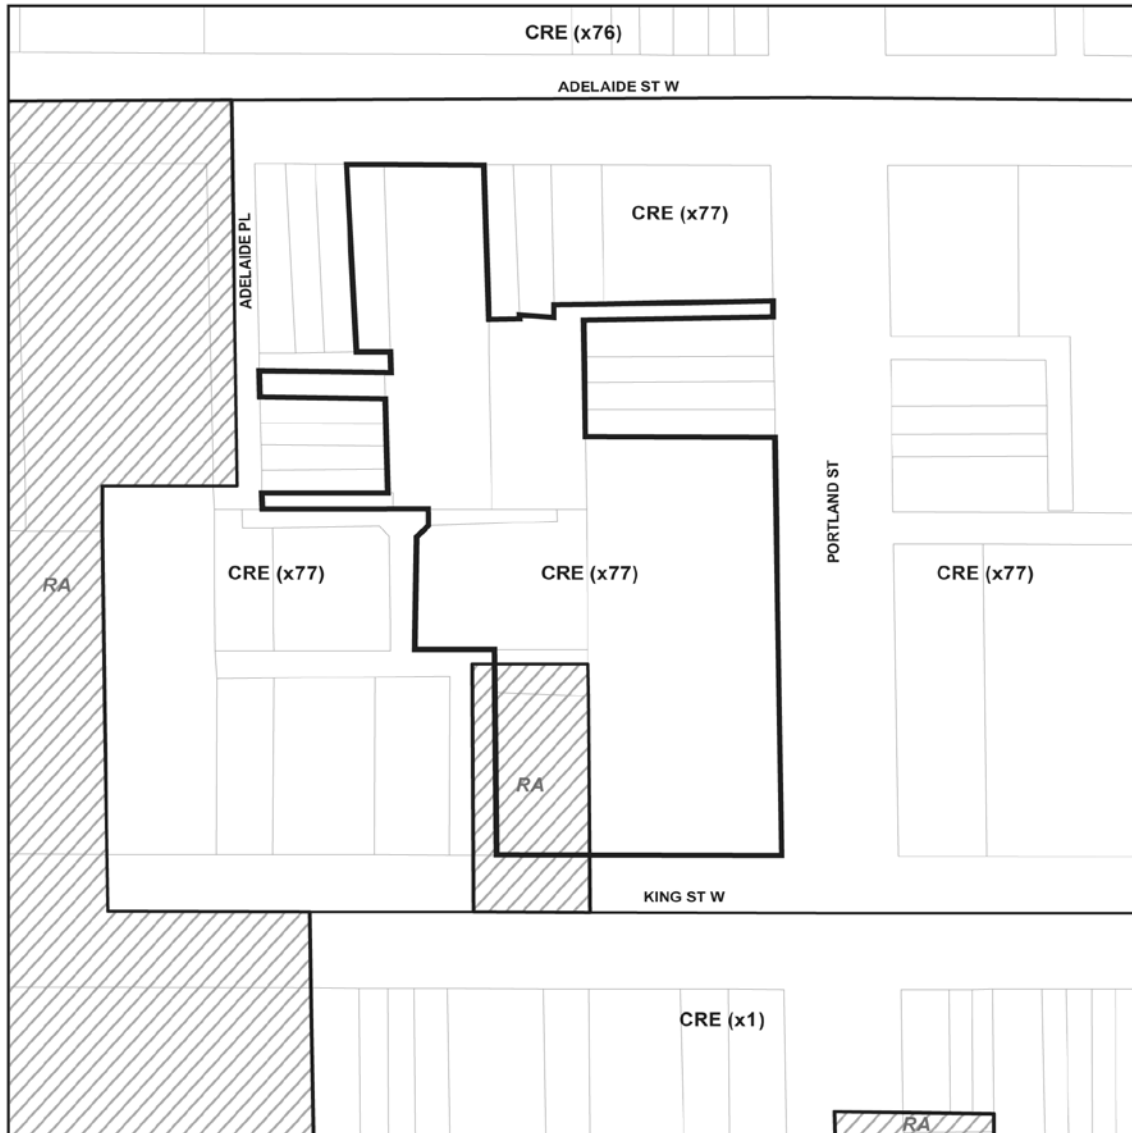 CRE (x76)
ADELAIDE ST W
CRE (x77)
ADELAIDE PL
PORTLAND ST
RA
CRE (x77)
CRE (x77)
CRE (x77)
RA
KING ST W
CRE (x1)
RA